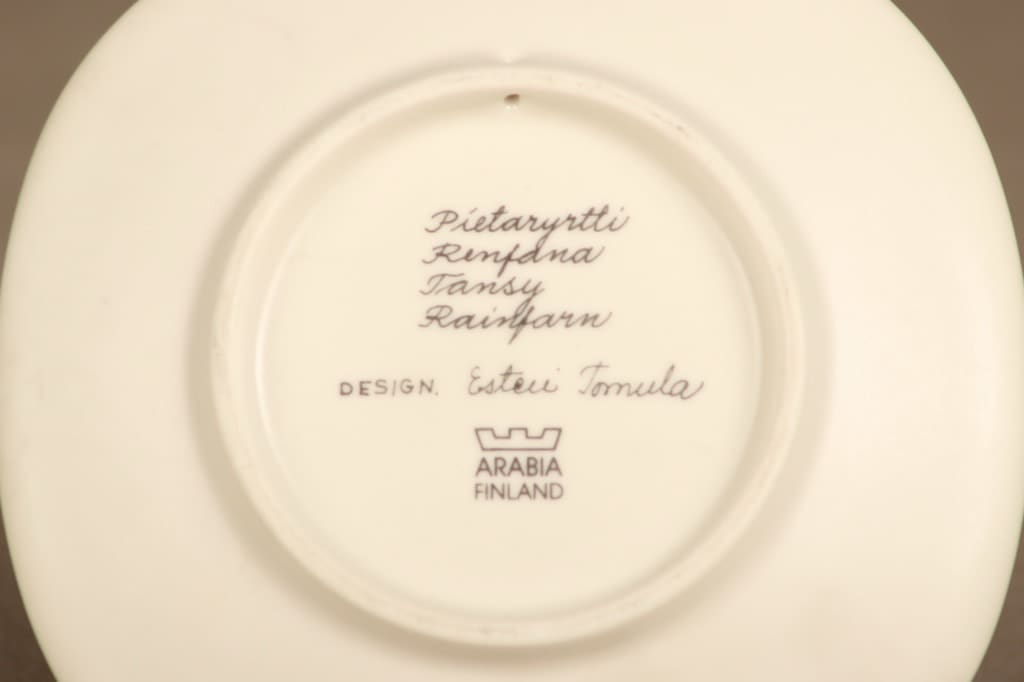 Pietaryrtti
Renfana
Tansy
Rainfarn
DESIGN. Esteri Tomula
ARABIA
FINLAND